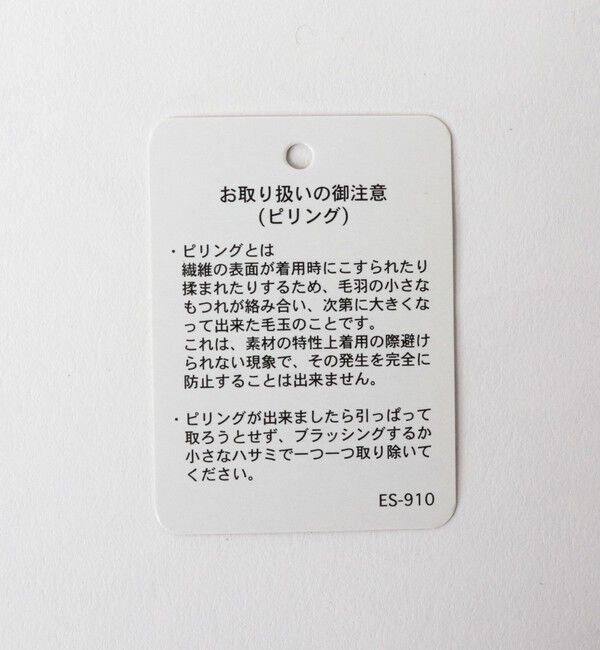 お取り扱いの御注意
(ピリング)
・ピリングとは
繊維の表面が着用時にこすられたり
揉まれたりするため、毛羽の小さな
もつれが絡み合い、次第に大きくな
って出来た毛玉のことです。
これは、素材の特性上着用の際避け
られない現象で、その発生を完全に
防止することは出来ません。
・ピリングが出来ましたら引っぱって
取ろうとせず、ブラッシングするか
小さなハサミで一つ一つ取り除いて
ください。
ES-910